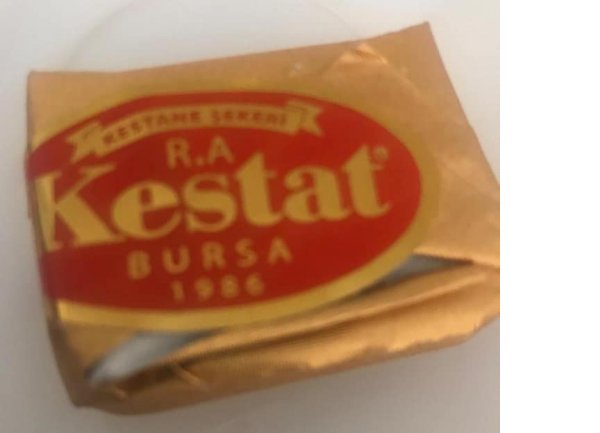 KESTANE ŞEKERİ
R.A
Kestat®
BURSA
1986